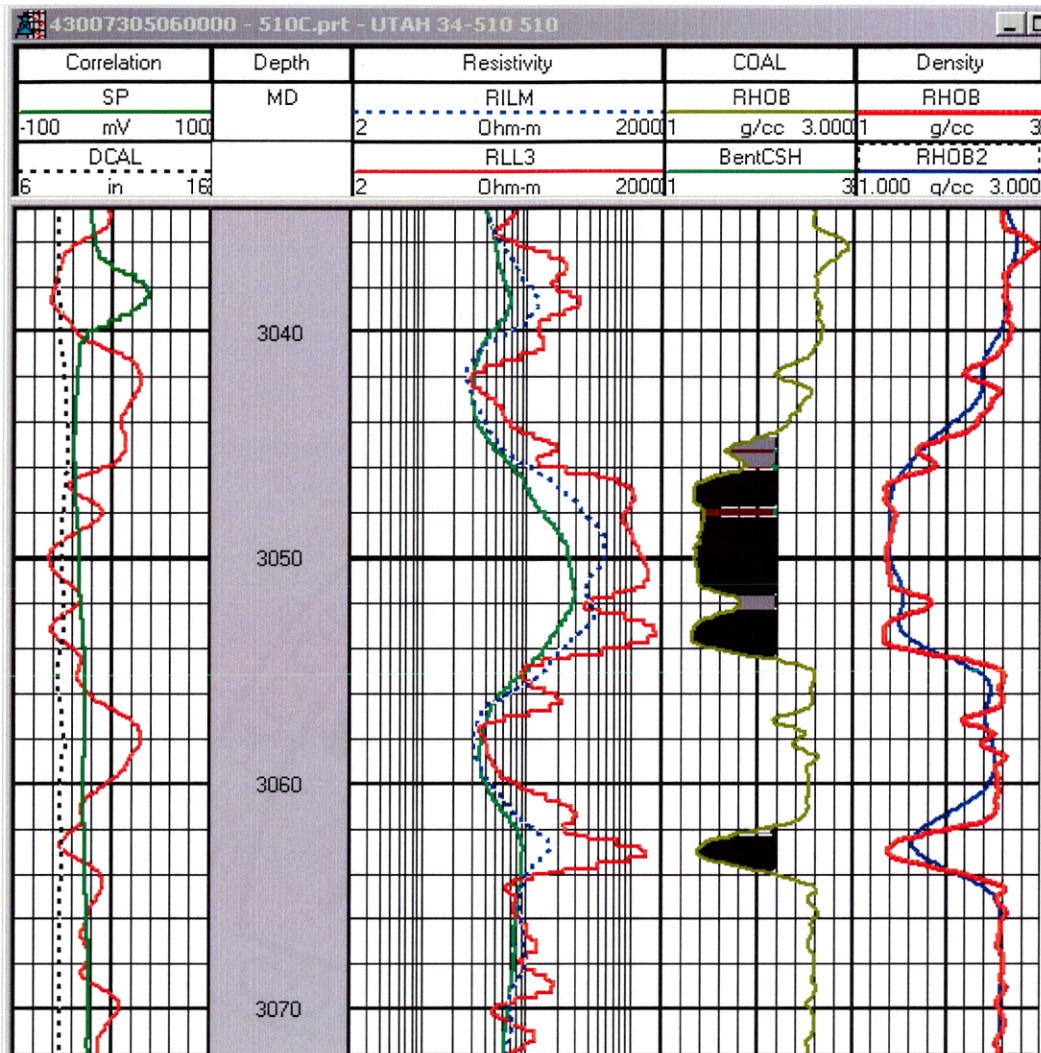 43007305060000 - 510C.prt - UTAH 34-510 510
Correlation Depth Resistivity COAL Density
SP MD RILM RHOB RHOB
-100 mV 100 2 Ohm-m 2000 1 g/cc 3.000 1 g/cc 3
DCAL RLL3 BentCSH RHOB2
6 in 16 2 Ohm-m 2000 1 3 1.000 g/cc 3.000
3040
3050
3060
3070